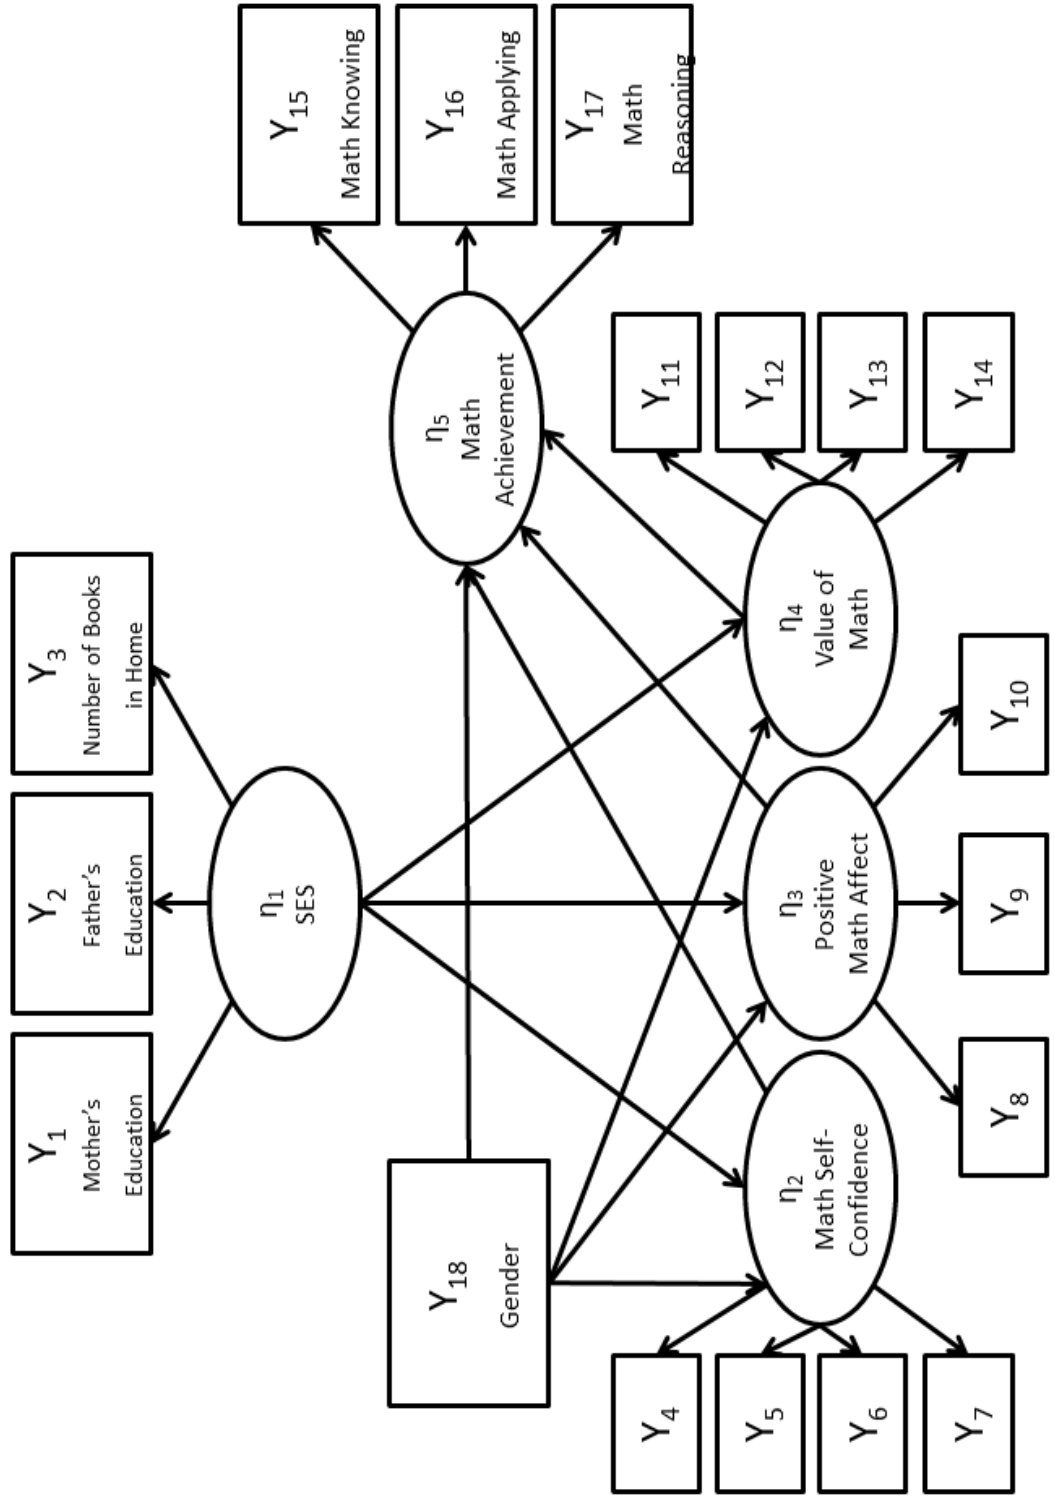 Y1
Mother's
Education
Y2
Father's
Education
Y3
Number of Books
in Home
η1
SES
Y18
Gender
η5
Math
Achievement
Y15
Math Knowing
Y16
Math Applying
Y17
Math
Reasoning
Y4
Y5
Y6
Y7
η2
Math Self-
Confidence
η3
Positive
Math Affect
η4
Value of
Math
Y11
Y12
Y13
Y14
Y8
Y9
Y10